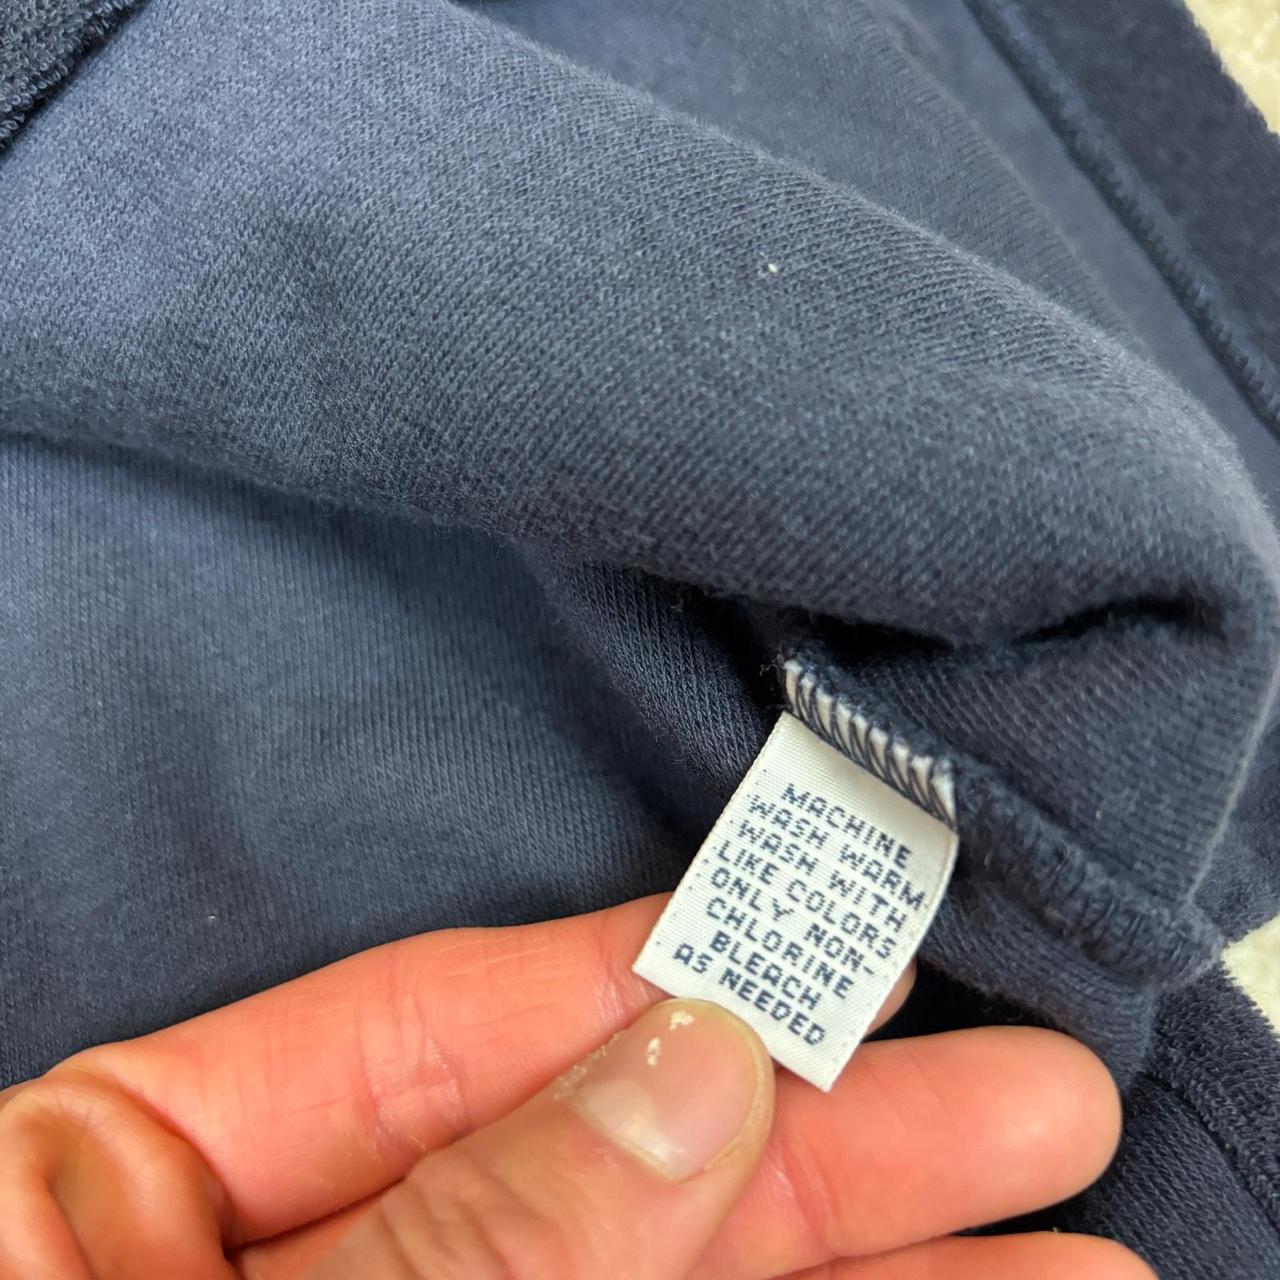 MACHINE
WASH WARM
WASH WITH
LIKE COLORS
ONLY NON-
CHLORINE
BLEACH
AS NEEDED